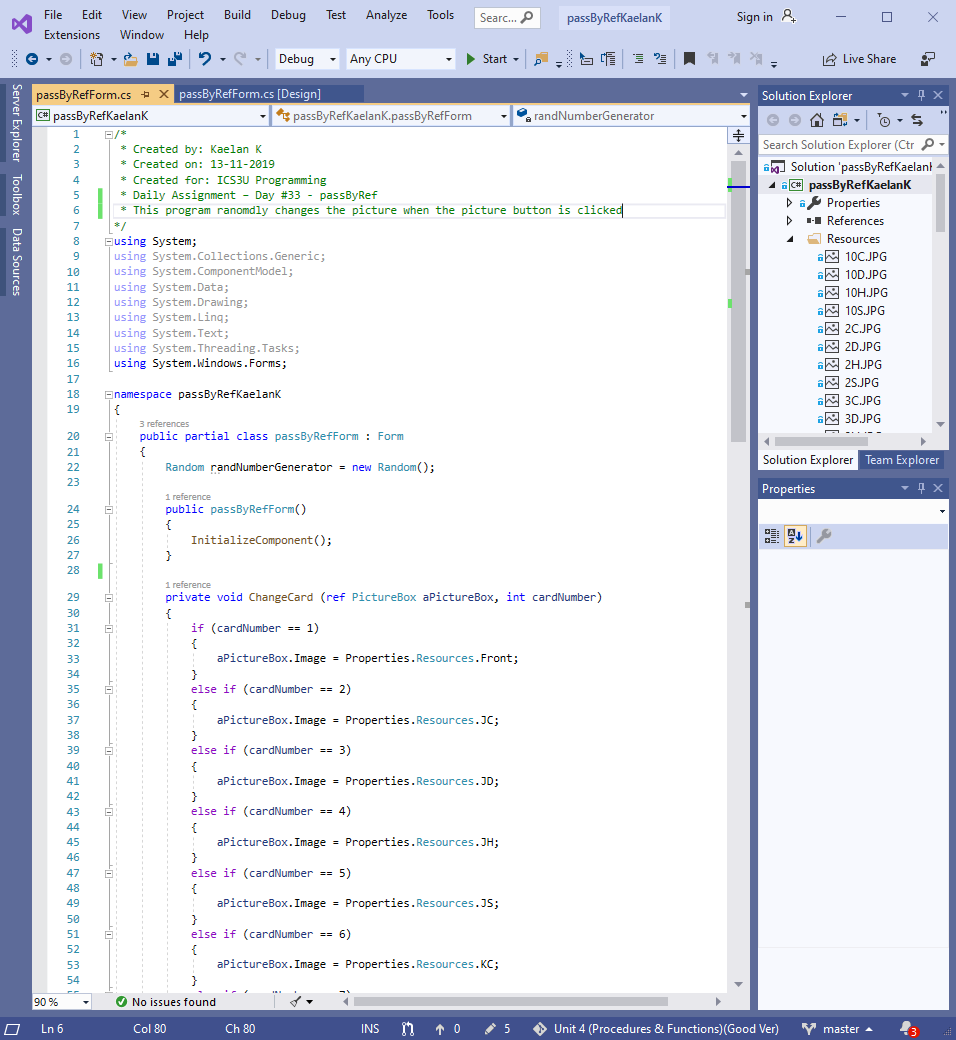 File Edit View Project Build Debug Test Analyze Tools Searc... passByRefKaelanK Sign in
Extensions Window Help
Debug Any CPU Start Live Share
Server Explorer
Toolbox
Data Sources
passByRefForm.cs passByRefForm.cs [Design]
C# passByRefKaelanK passByRefKaelanK.passByRefForm randNumberGenerator
1 /*
2 * Created by: Kaelan K
3 * Created on: 13-11-2019
4 * Created for: ICS3U Programming
5 * Daily Assignment – Day #33 - passByRef
6 * This program ranomdly changes the picture when the picture button is clicked
7 */
8 using System;
9 using System.Collections.Generic;
10 using System.ComponentModel;
11 using System.Data;
12 using System.Drawing;
13 using System.Linq;
14 using System.Text;
15 using System.Threading.Tasks;
16 using System.Windows.Forms;
17
18 namespace passByRefKaelanK
19 {
3 references
20 public partial class passByRefForm : Form
21 {
22 Random randNumberGenerator = new Random();
23
1 reference
24 public passByRefForm()
25 {
26 InitializeComponent();
27 }
28
1 reference
29 private void ChangeCard (ref PictureBox aPictureBox, int cardNumber)
30 {
31 if (cardNumber == 1)
32 {
33 aPictureBox.Image = Properties.Resources.Front;
34 }
35 else if (cardNumber == 2)
36 {
37 aPictureBox.Image = Properties.Resources.JC;
38 }
39 else if (cardNumber == 3)
40 {
41 aPictureBox.Image = Properties.Resources.JD;
42 }
43 else if (cardNumber == 4)
44 {
45 aPictureBox.Image = Properties.Resources.JH;
46 }
47 else if (cardNumber == 5)
48 {
49 aPictureBox.Image = Properties.Resources.JS;
50 }
51 else if (cardNumber == 6)
52 {
53 aPictureBox.Image = Properties.Resources.KC;
54 }
90 % No issues found
Solution Explorer
Search Solution Explorer (Ctr
Solution 'passByRefKaelan
C# passByRefKaelanK
Properties
References
Resources
10C.JPG
10D.JPG
10H.JPG
10S.JPG
2C.JPG
2D.JPG
2H.JPG
2S.JPG
3C.JPG
3D.JPG
Solution Explorer Team Explorer
Properties
Ln 6 Col 80 Ch 80 INS 0 5 Unit 4 (Procedures & Functions)(Good Ver) master 3